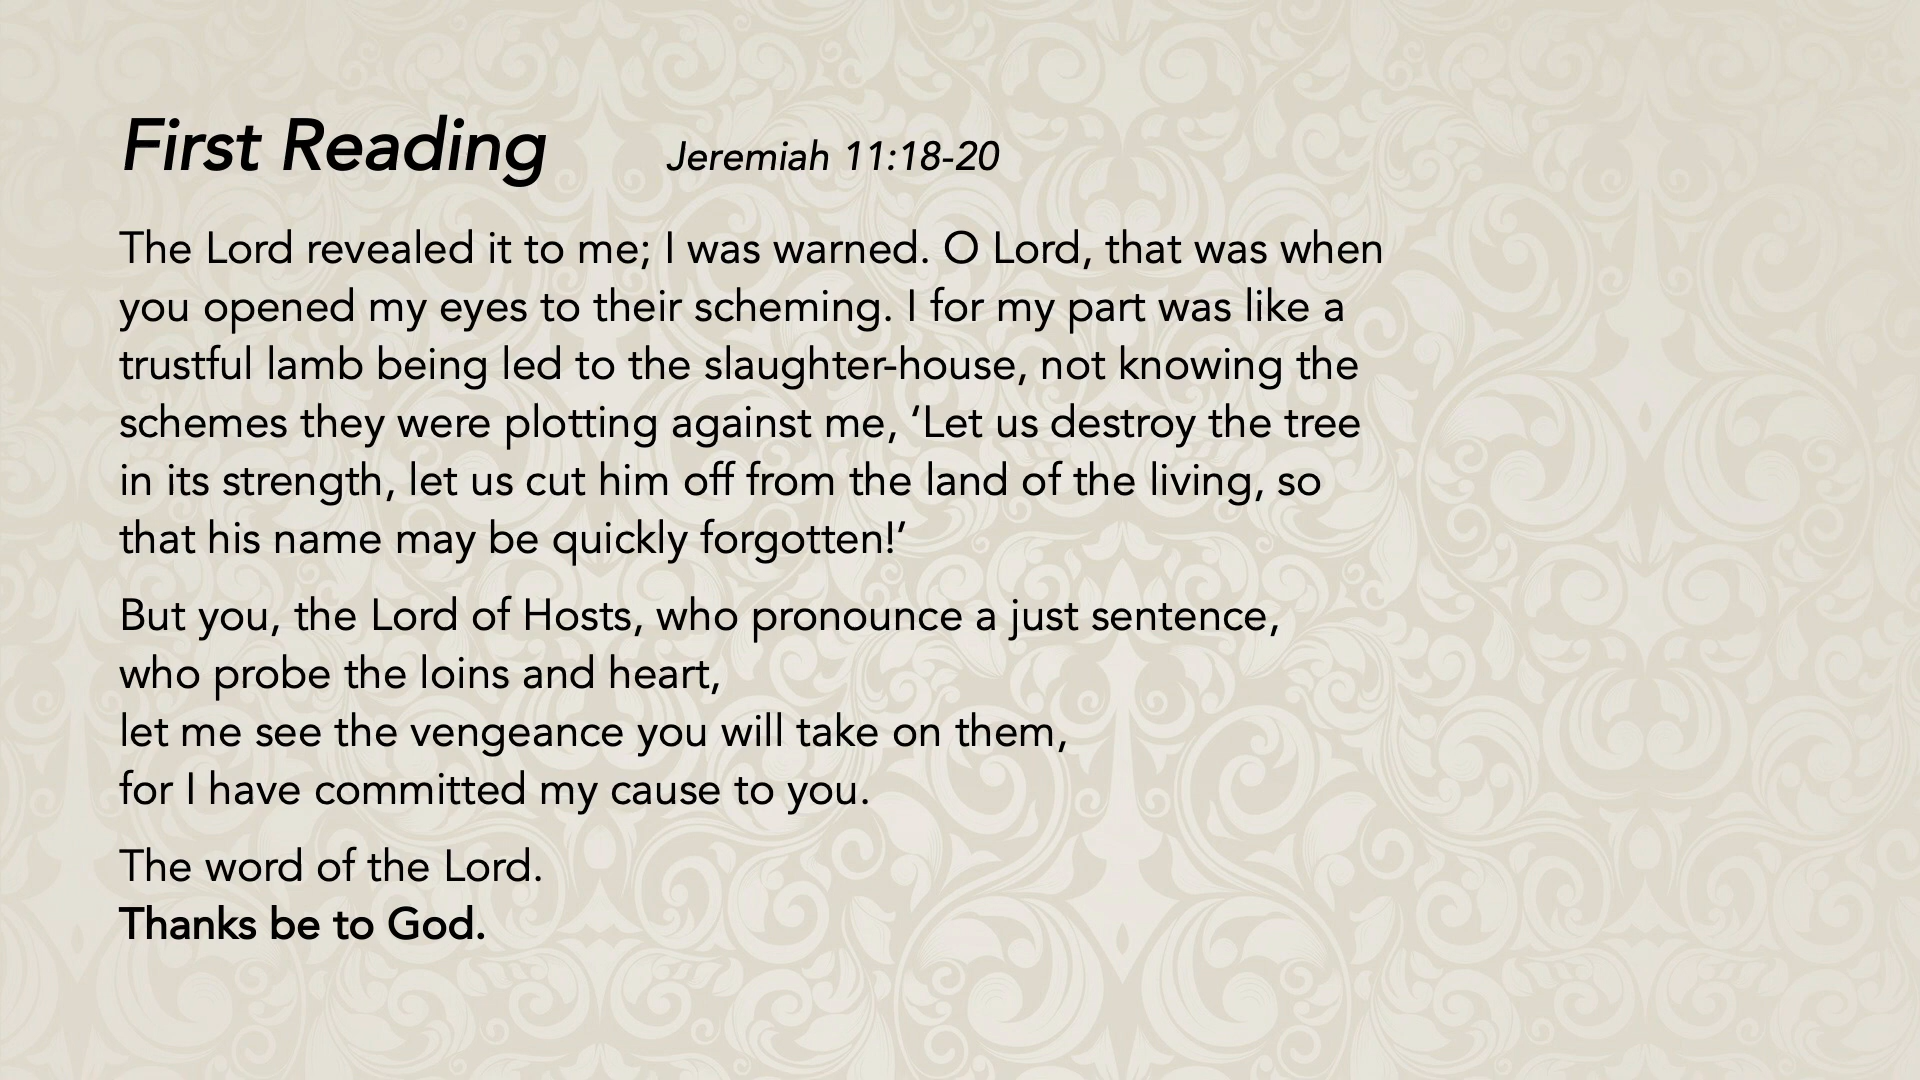 First Reading Jeremiah 11:18-20
The Lord revealed it to me; I was warned. O Lord, that was when
you opened my eyes to their scheming. I for my part was like a
trustful lamb being led to the slaughter-house, not knowing the
schemes they were plotting against me, ‘Let us destroy the tree
in its strength, let us cut him off from the land of the living, so
that his name may be quickly forgotten!’
But you, the Lord of Hosts, who pronounce a just sentence,
who probe the loins and heart,
let me see the vengeance you will take on them,
for I have committed my cause to you.
The word of the Lord.
Thanks be to God.